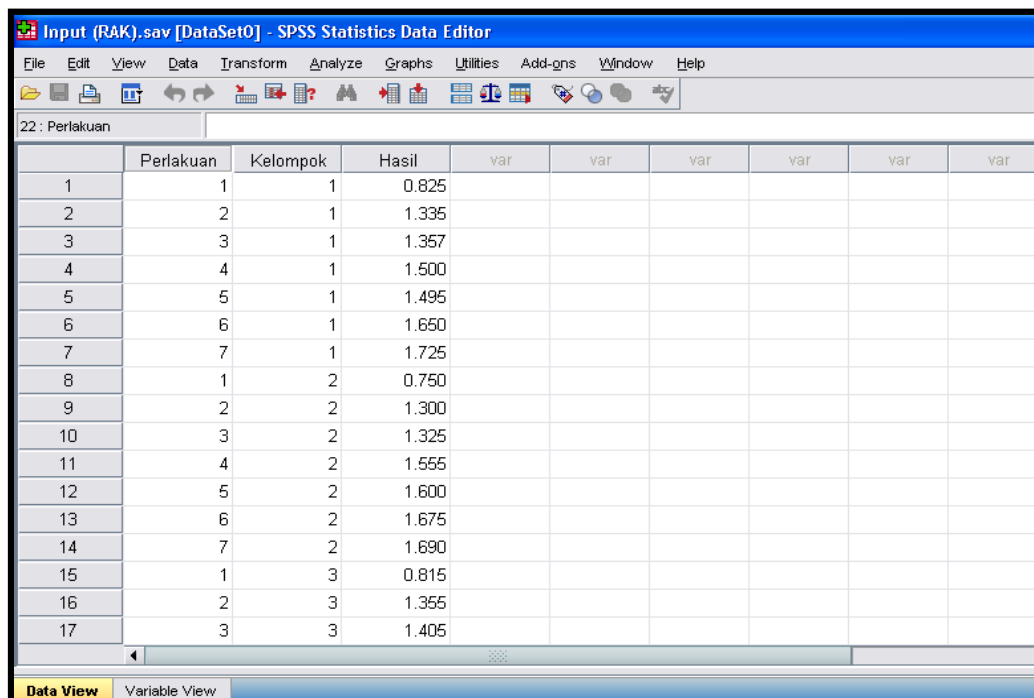 Input (RAK).sav [DataSet0] - SPSS Statistics Data Editor
File Edit View Data Transform Analyze Graphs Utilities Add-ons Window Help
22 : Perlakuan
Perlakuan Kelompok Hasil var var var var var var
1 1 1 0.825
2 2 1 1.335
3 3 1 1.357
4 4 1 1.500
5 5 1 1.495
6 6 1 1.650
7 7 1 1.725
8 1 2 0.750
9 2 2 1.300
10 3 2 1.325
11 4 2 1.555
12 5 2 1.600
13 6 2 1.675
14 7 2 1.690
15 1 3 0.815
16 2 3 1.355
17 3 3 1.405
Data View Variable View